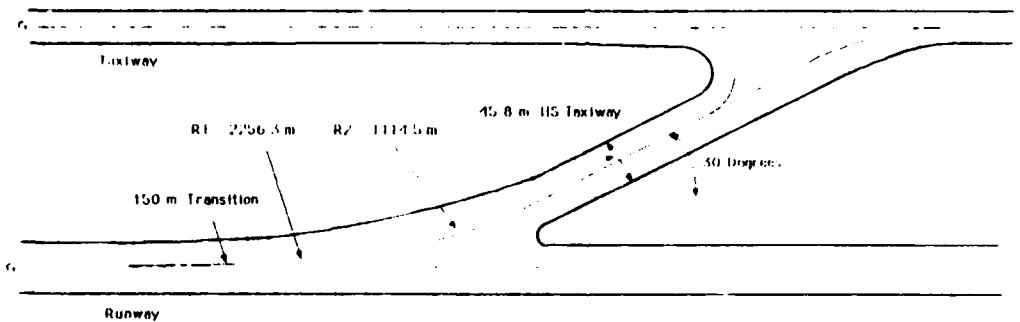 Taxiway
45.8 m HS Taxiway
R1 2256.3 m R2 1114.5 m
30 Degrees
150 m Transition
Runway